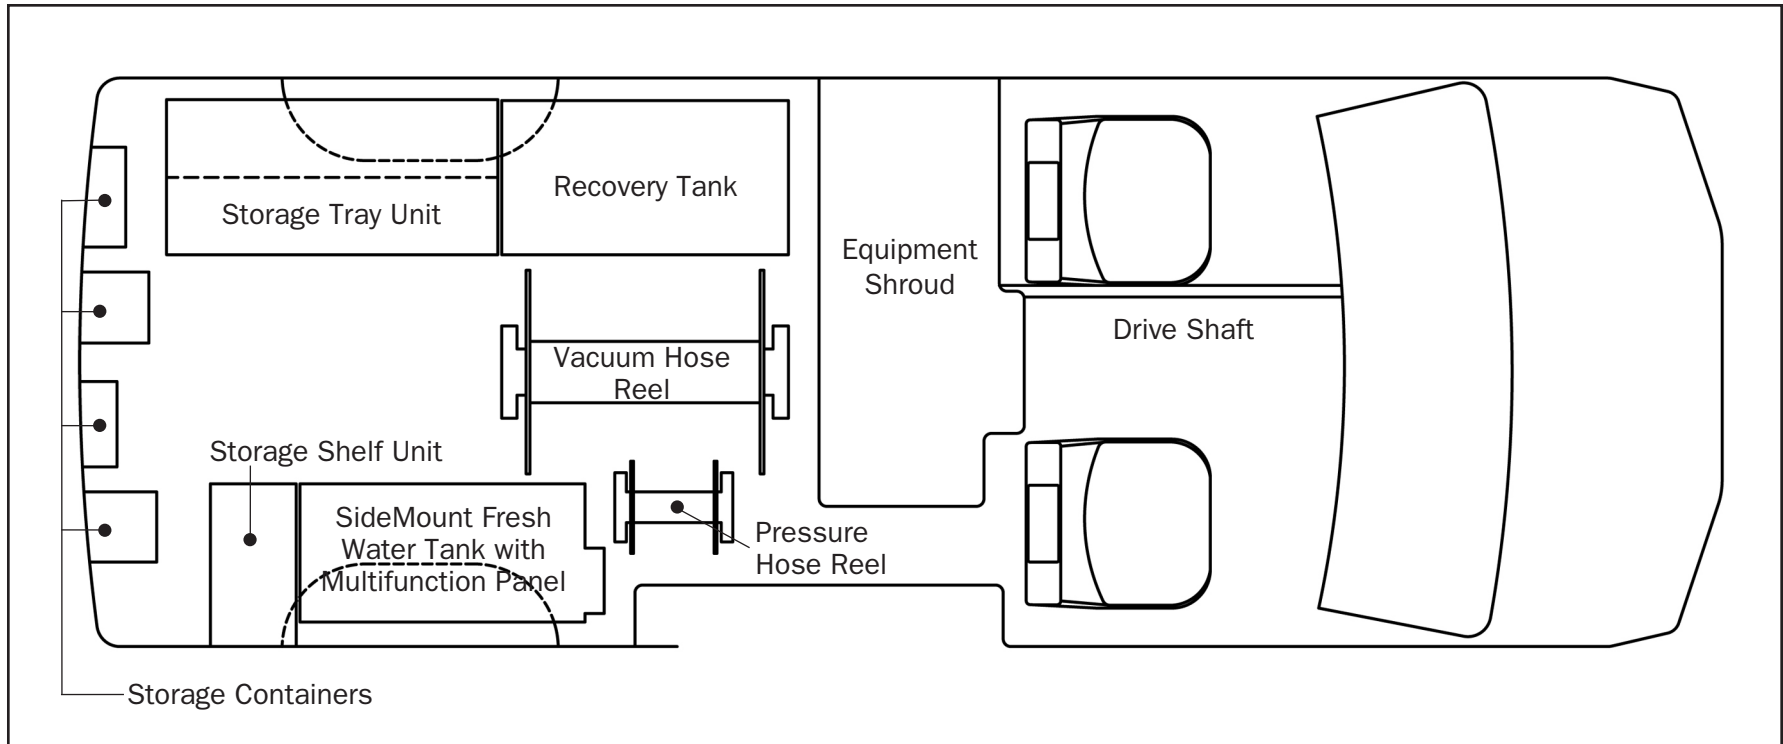 Recovery Tank
Storage Tray Unit
Equipment
Shroud
Drive Shaft
Vacuum Hose
Reel
Storage Shelf Unit
SideMount Fresh
Water Tank with
Multifunction Panel
Pressure
Hose Reel
Storage Containers